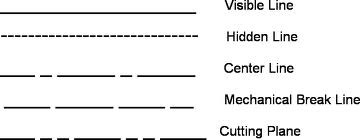 Visible Line
Hidden Line
Center Line
Mechanical Break Line
Cutting Plane